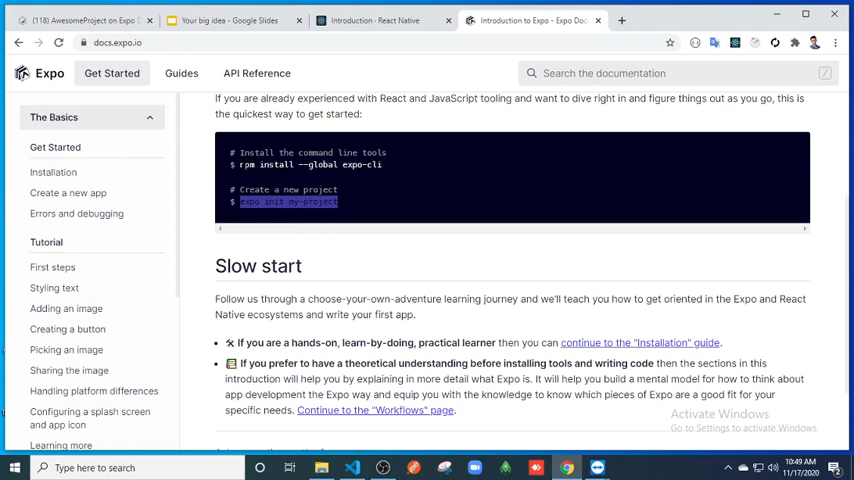 (118) AwesomeProject on Expo D
Your big idea - Google Slides
Introduction · React Native
Introduction to Expo - Expo Doc
docs.expo.io
Expo
Get Started
Guides
API Reference
Search the documentation
/
The Basics
Get Started
Installation
Create a new app
Errors and debugging
Tutorial
First steps
Styling text
Adding an image
Creating a button
Picking an image
Sharing the image
Handling platform differences
Configuring a splash screen
and app icon
Learning more
If you are already experienced with React and JavaScript tooling and want to dive right in and figure things out as you go, this is
the quickest way to get started:
# Install the command line tools
$ npm install --global expo-cli
# Create a new project
$ expo init my-project
Slow start
Follow us through a choose-your-own-adventure learning journey and we'll teach you how to get oriented in the Expo and React
Native ecosystems and write your first app.
If you are a hands-on, learn-by-doing, practical learner then you can continue to the "Installation" guide.
If you prefer to have a theoretical understanding before installing tools and writing code then the sections in this
introduction will help you by explaining in more detail what Expo is. It will help you build a mental model for how to think about
app development the Expo way and equip you with the knowledge to know which pieces of Expo are a good fit for your
specific needs. Continue to the "Workflows" page.
Activate Windows
Go to Settings to activate Windows.
Type here to search
10:49 AM
11/17/2020
2